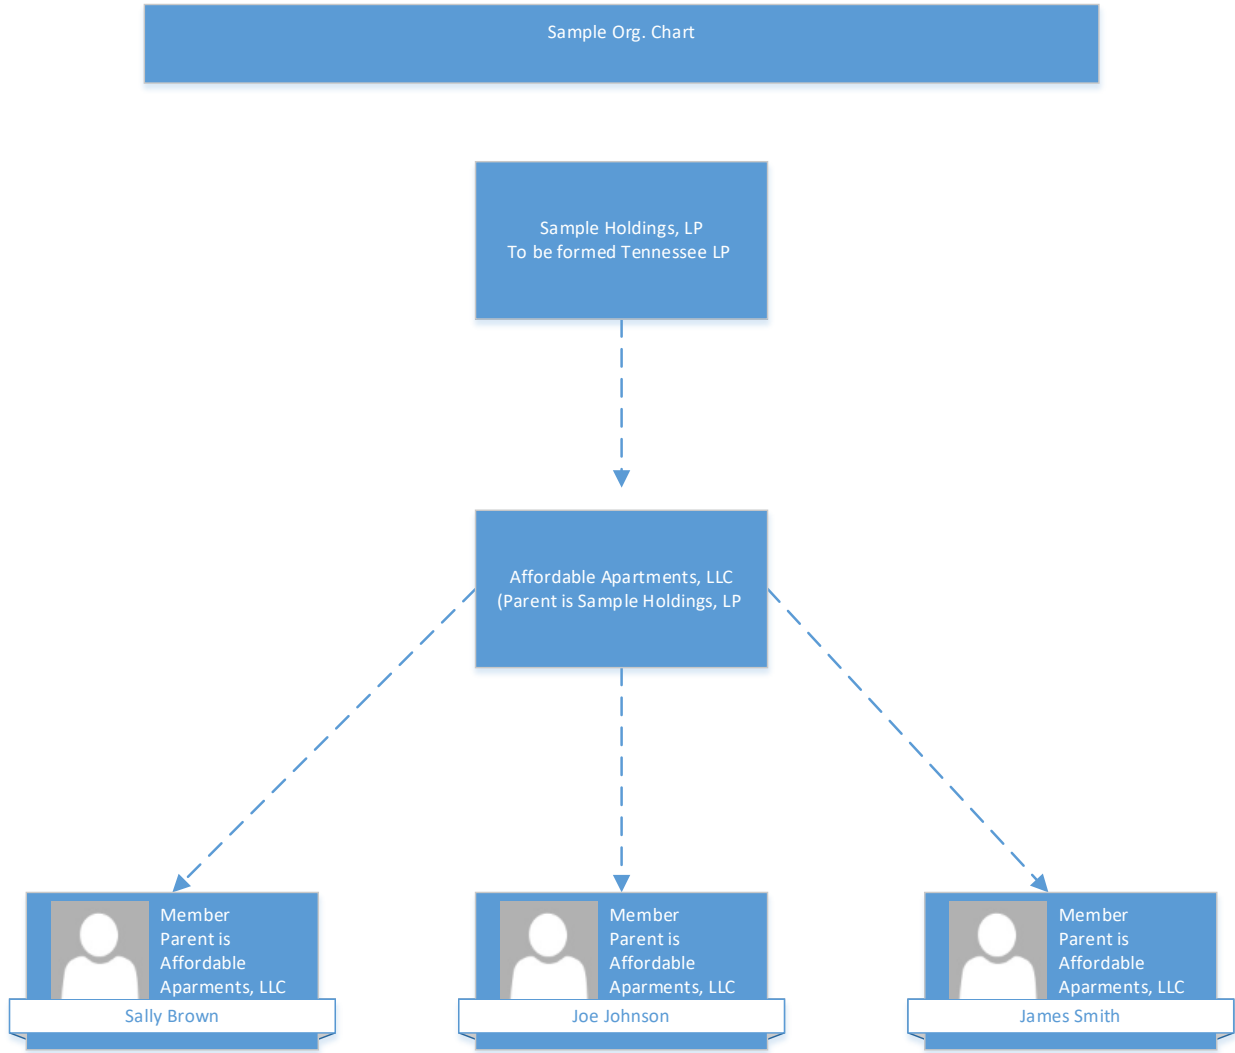 Sample Org. Chart
Sample Holdings, LP
To be formed Tennessee LP
Affordable Apartments, LLC
(Parent is Sample Holdings, LP
Member
Parent is
Affordable
Aparments, LLC
Sally Brown
Member
Parent is
Affordable
Aparments, LLC
Joe Johnson
Member
Parent is
Affordable
Aparments, LLC
James Smith